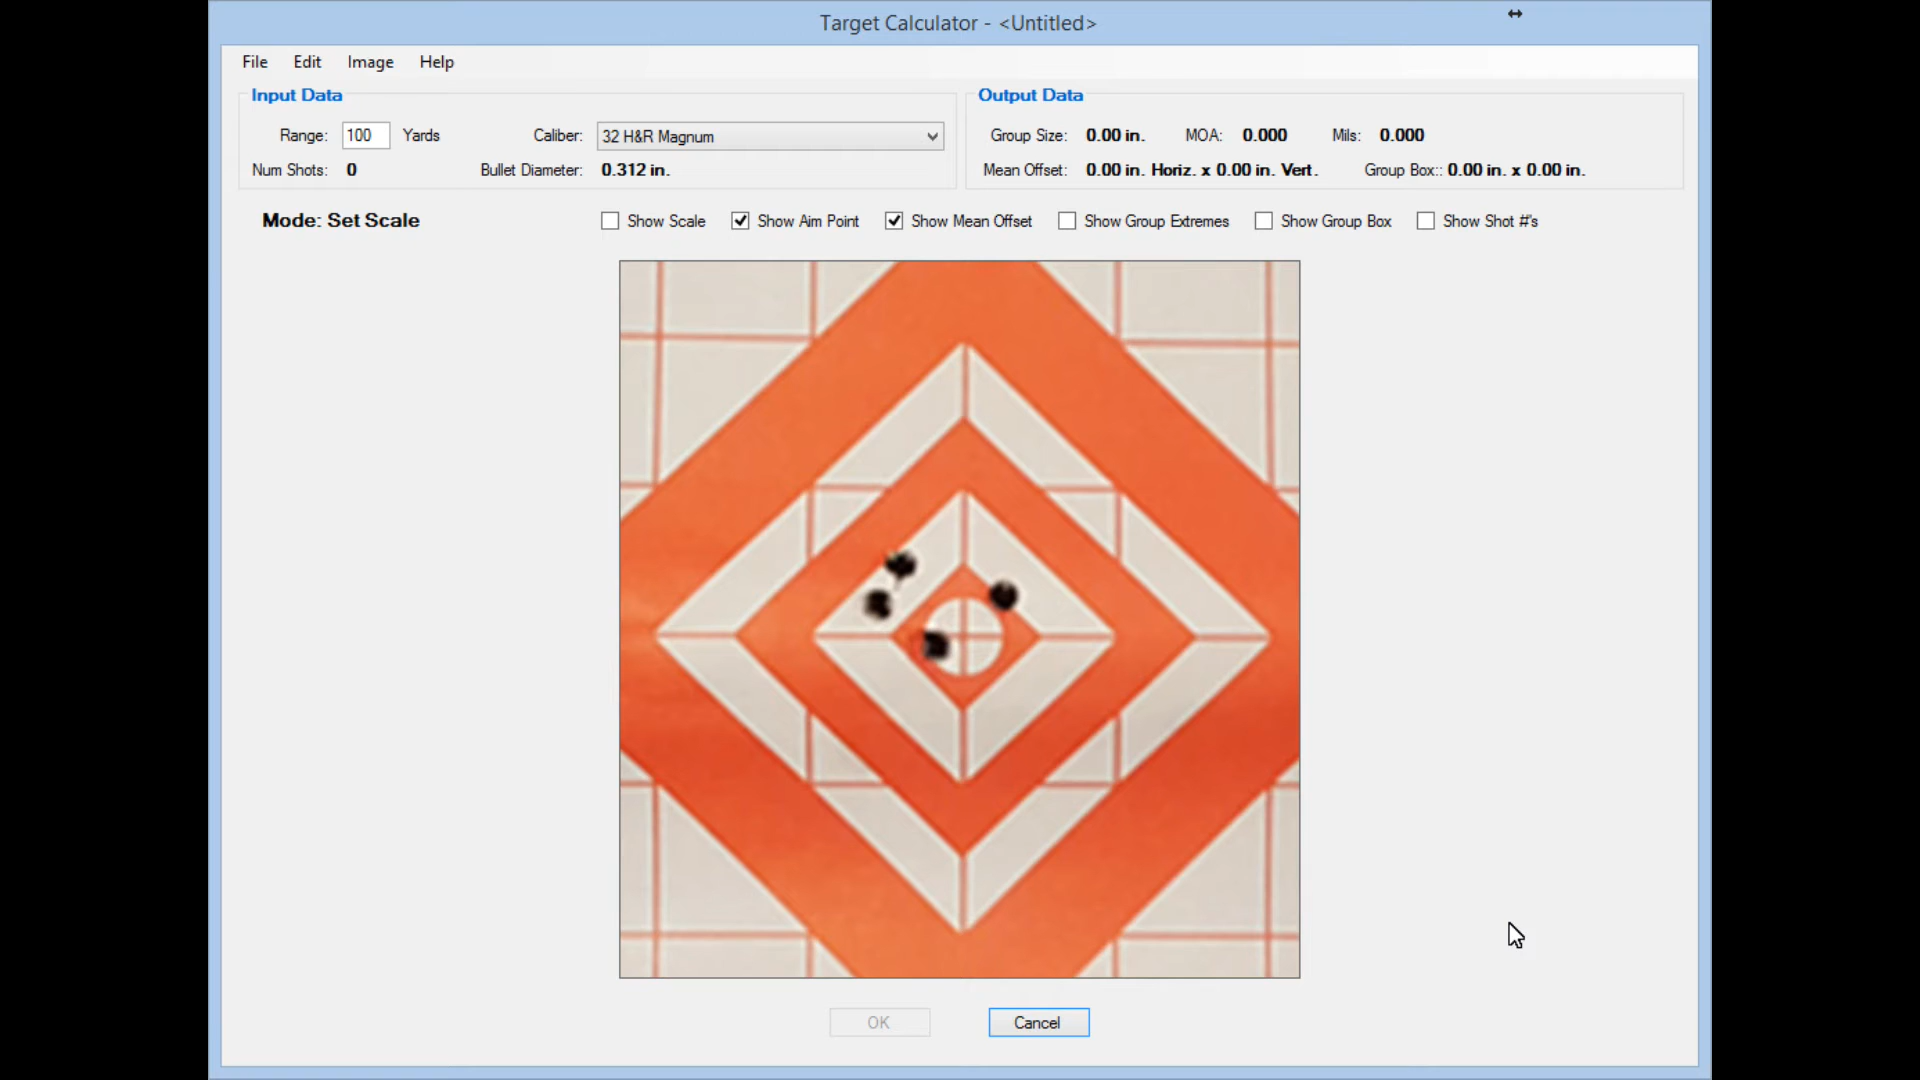 Target Calculator - <Untitled>
File Edit Image Help
Input Data
Range: 100 Yards Caliber: 32 H&R Magnum
Num Shots: 0 Bullet Diameter: 0.312 in.
Output Data
Group Size: 0.00 in. MOA: 0.000 Mils: 0.000
Mean Offset: 0.00 in. Horiz. x 0.00 in. Vert. Group Box:: 0.00 in. x 0.00 in.
Mode: Set Scale Show Scale Show Aim Point Show Mean Offset Show Group Extremes Show Group Box Show Shot #'s
OK Cancel